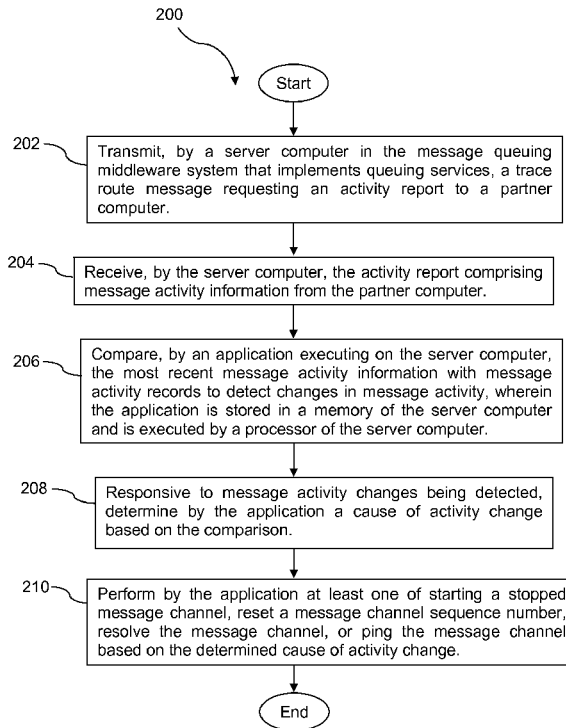 200
Start
202
Transmit, by a server computer in the message queuing
middleware system that implements queuing services, a trace
route message requesting an activity report to a partner
computer.
204
Receive, by the server computer, the activity report comprising
message activity information from the partner computer.
206
Compare, by an application executing on the server computer,
the most recent message activity information with message
activity records to detect changes in message activity, wherein
the application is stored in a memory of the server computer
and is executed by a processor of the server computer.
208
Responsive to message activity changes being detected,
determine by the application a cause of activity change
based on the comparison.
210
Perform by the application at least one of starting a stopped
message channel, reset a message channel sequence number,
resolve the message channel, or ping the message channel
based on the determined cause of activity change.
End